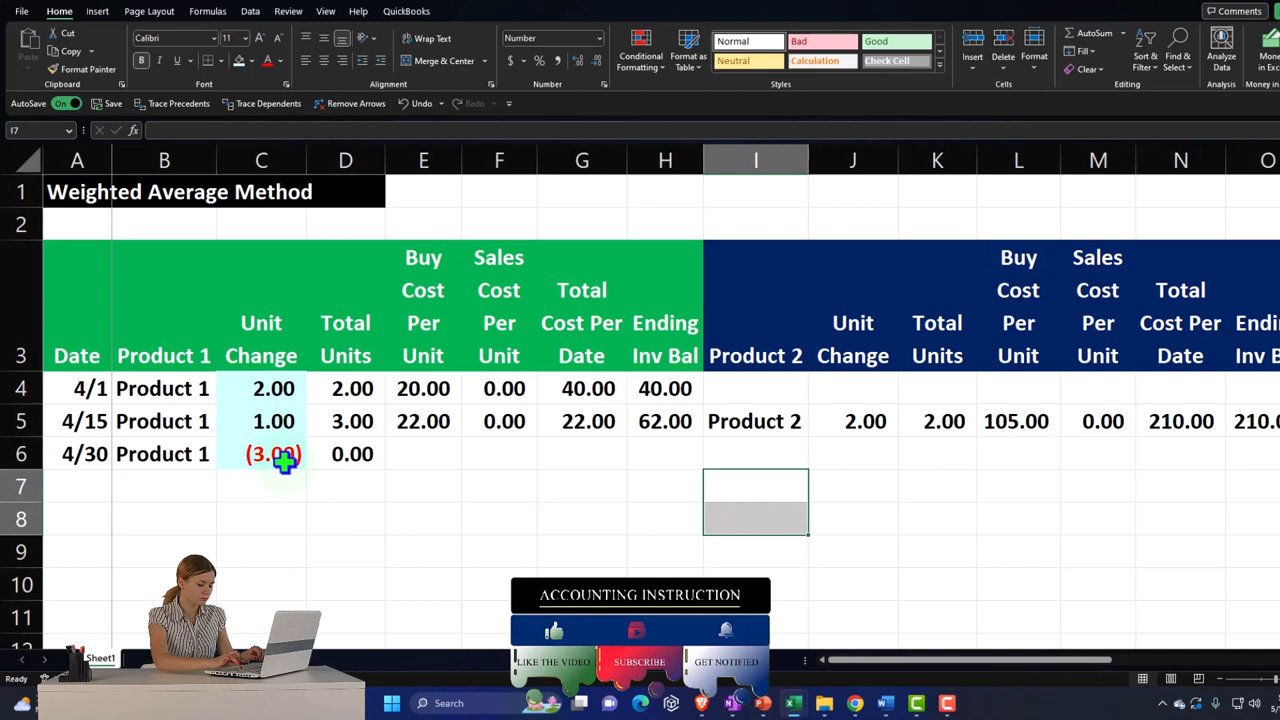 File Home Insert Page Layout Formulas Data Review View Help QuickBooks Comments
Cut Calibri 11 Wrap Text Number Normal Bad Good AutoSum
Copy Neutral Calculation Check Cell Fill
Paste Format Painter Merge & Center Conditional Formatting Format as Table Insert Delete Format Clear Sort & Filter Find & Select Analyze Data
Clipboard Font Alignment Number Styles Cells Editing Analysis
AutoSave On Save Trace Precedents Trace Dependents Remove Arrows Undo Redo
I7 fx
A B C D E F G H I J K L M N O
1 Weighted Average Method
2
Buy Sales Buy Sales
Cost Cost Total Cost Cost Total
Unit Total Per Per Cost Per Ending Unit Total Per Per Cost Per
3 Date Product 1 Change Units Unit Unit Date Inv Bal Product 2 Change Units Unit Unit Date
4 4/1 Product 1 2.00 2.00 20.00 0.00 40.00 40.00
5 4/15 Product 1 1.00 3.00 22.00 0.00 22.00 62.00 Product 2 2.00 2.00 105.00 0.00 210.00
6 4/30 Product 1 (3.00) 0.00
7
8
9
10
11
ACCOUNTING INSTRUCTION
LIKE THE VIDEO SUBSCRIBE GET NOTIFIED
Sheet1
Ready
Search